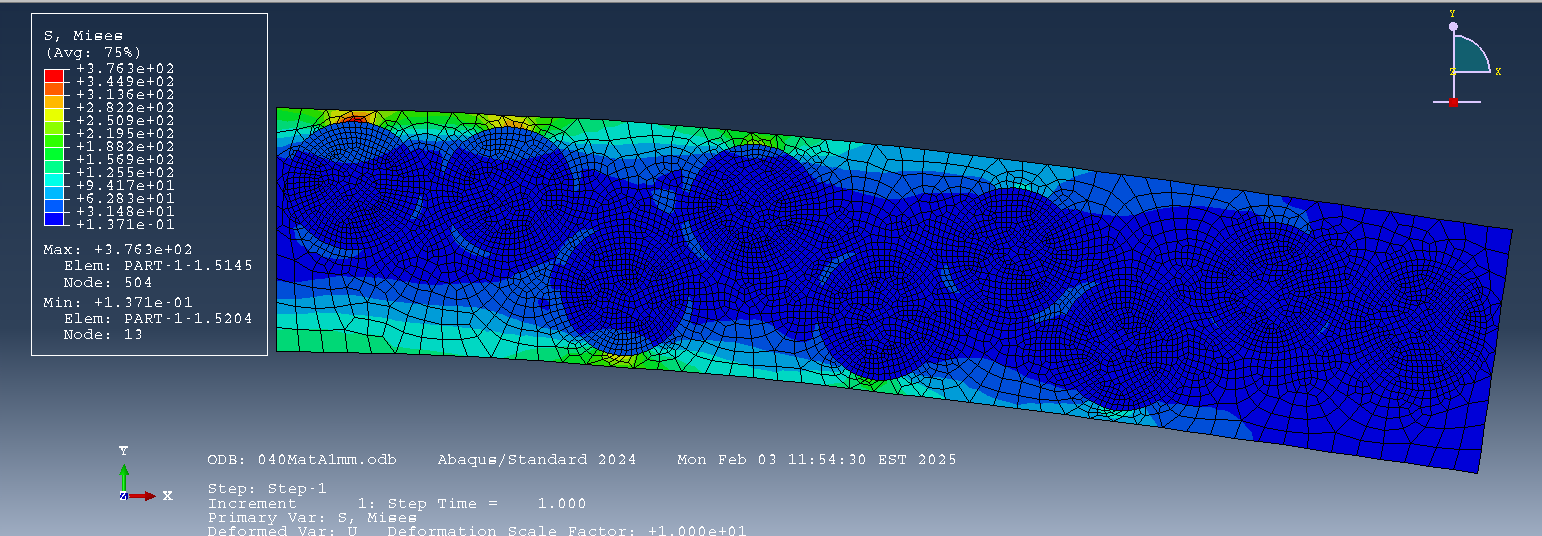 S, Mises
(Avg: 75%)
+3.763e+02
+3.449e+02
+3.136e+02
+2.822e+02
+2.509e+02
+2.195e+02
+1.882e+02
+1.569e+02
+1.255e+02
+9.417e+01
+6.283e+01
+3.148e+01
+1.371e-01
Max: +3.763e+02
Elem: PART-1-1.5145
Node: 504
Min: +1.371e-01
Elem: PART-1-1.5204
Node: 13
Y
Z X
Y
Z X
ODB: 040MatA1mm.odb Abaqus/Standard 2024 Mon Feb 03 11:54:30 EST 2025
Step: Step-1
Increment 1: Step Time = 1.000
Primary Var: S, Mises
Deformed Var: U Deformation Scale Factor: +1.000e+01